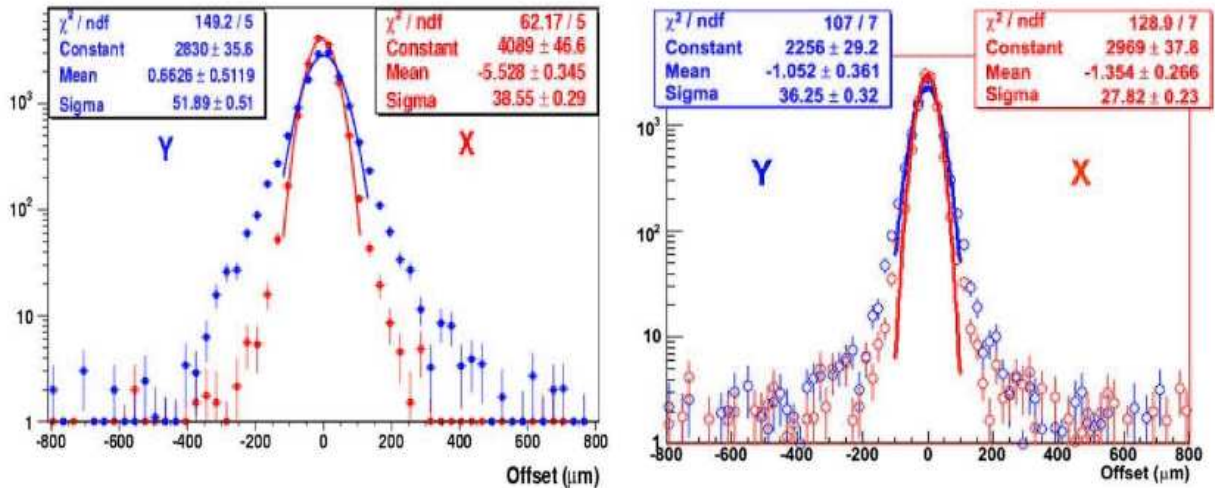 χ² / ndf 149.2 / 5
Constant 2830 ± 35.6
Mean 0.6626 ± 0.5119
Sigma 51.89 ± 0.51
χ² / ndf 62.17 / 5
Constant 4089 ± 46.6
Mean -5.528 ± 0.345
Sigma 38.55 ± 0.29
Y
X
10³
10²
10
1
-800 -600 -400 -200 0 200 400 600 800
Offset (μm)
χ² / ndf 107 / 7
Constant 2256 ± 29.2
Mean -1.052 ± 0.361
Sigma 36.25 ± 0.32
χ² / ndf 128.9 / 7
Constant 2969 ± 37.8
Mean -1.354 ± 0.266
Sigma 27.82 ± 0.23
Y
X
10³
10²
10
1
-800 -600 -400 -200 0 200 400 600 800
Offset (μm)